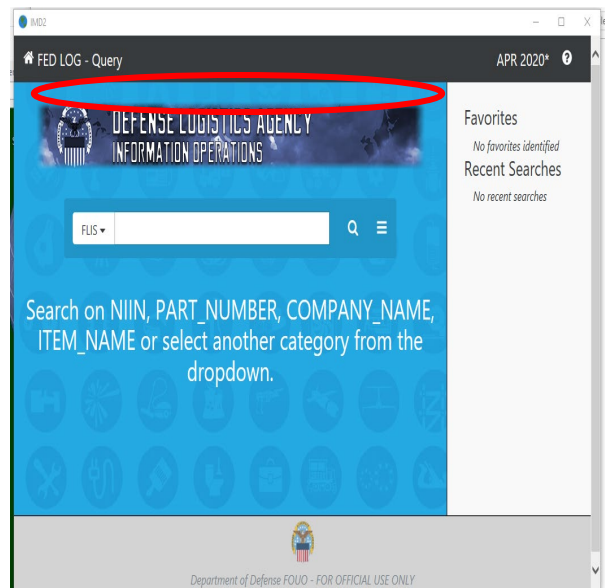 IMD2
FED LOG - Query
APR 2020*
DEFENSE LOGISTICS AGENCY
INFORMATION OPERATIONS
FLIS
Search on NIIN, PART_NUMBER, COMPANY_NAME,
ITEM_NAME or select another category from the
dropdown.
Favorites
No favorites identified
Recent Searches
No recent searches
Department of Defense FOUO - FOR OFFICIAL USE ONLY